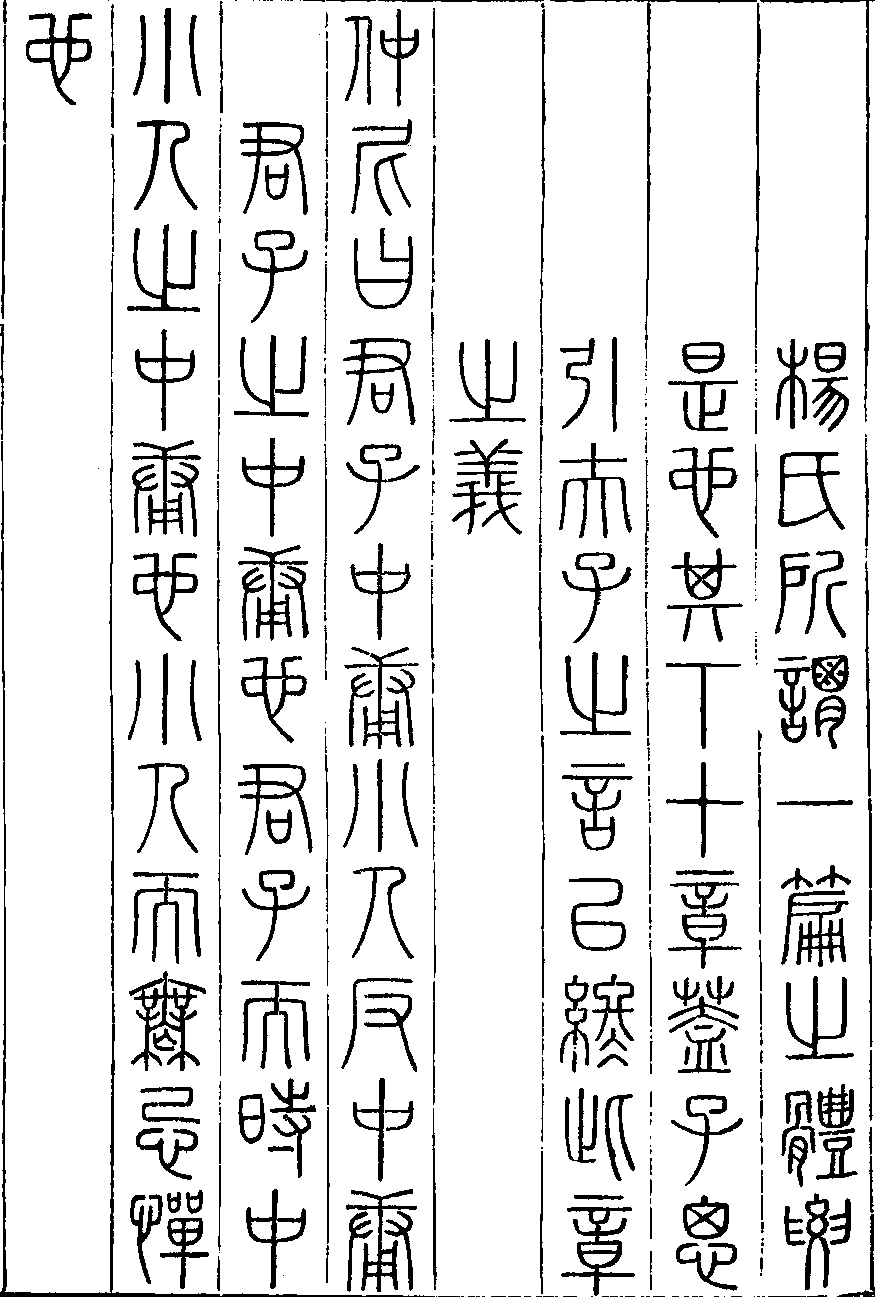 楊氏所謂一篇之體要
是也其下十章蓋子思
引夫子之言以終此章
之義
仲尼曰君子中庸小人反中庸
君子之中庸也君子而時中
小人之中庸也小人而無忌憚
也